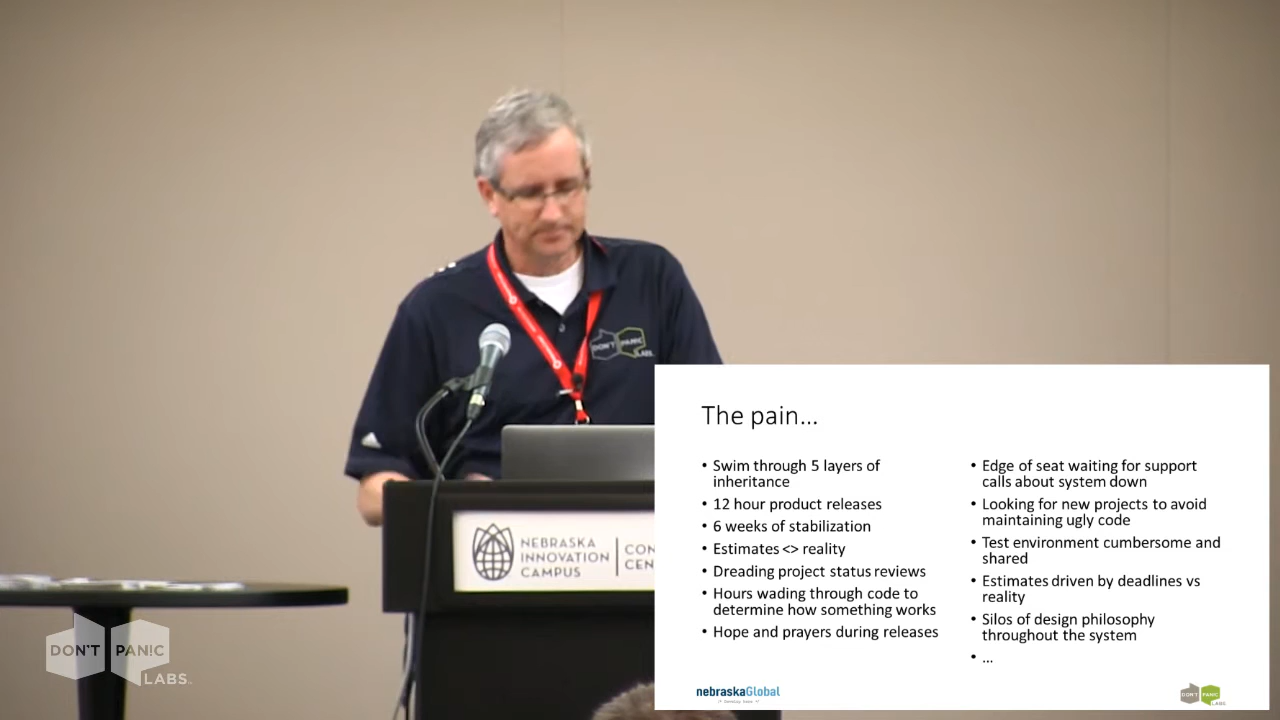 DON'T PAN!C
LABS
NEBRASKA
INNOVATION
CAMPUS
CON
CEN
The pain...
• Swim through 5 layers of
inheritance
• 12 hour product releases
• 6 weeks of stabilization
• Estimates <> reality
• Dreading project status reviews
• Hours wading through code to
determine how something works
• Hope and prayers during releases
• Edge of seat waiting for support
calls about system down
• Looking for new projects to avoid
maintaining ugly code
• Test environment cumbersome and
shared
• Estimates driven by deadlines vs
reality
• Silos of design philosophy
throughout the system
• ...
nebraskaGlobal
DON'T PAN!C
LABS
DON'T PAN!C
LABS